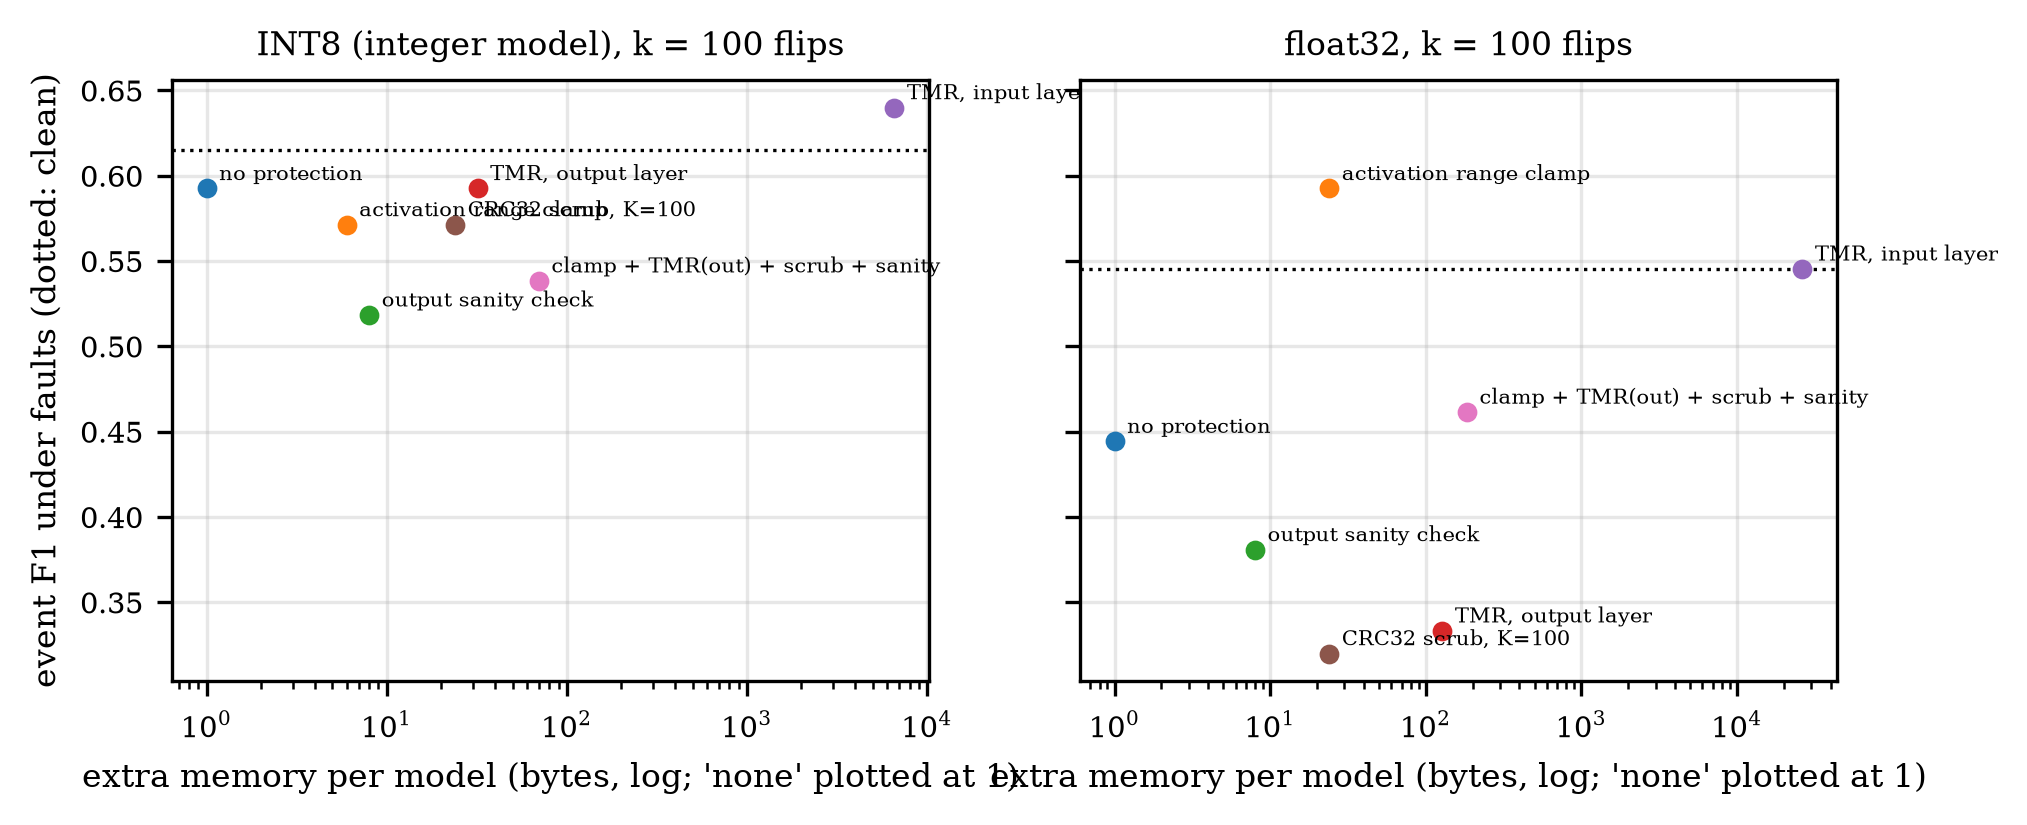 INT8 (integer model), k = 100 flips
event F1 under faults (dotted: clean)
0.65
0.60
0.55
0.50
0.45
0.40
0.35
TMR, input laye
no protection
TMR, output layer
activation range clamp
CRC32 scrub, K=100
clamp + TMR(out) + scrub + sanity
output sanity check
10⁰
10¹
10²
10³
10⁴
extra memory per model (bytes, log; 'none' plotted at 1)
float32, k = 100 flips
activation range clamp
TMR, input layer
clamp + TMR(out) + scrub + sanity
no protection
output sanity check
TMR, output layer
CRC32 scrub, K=100
10⁰
10¹
10²
10³
10⁴
extra memory per model (bytes, log; 'none' plotted at 1)